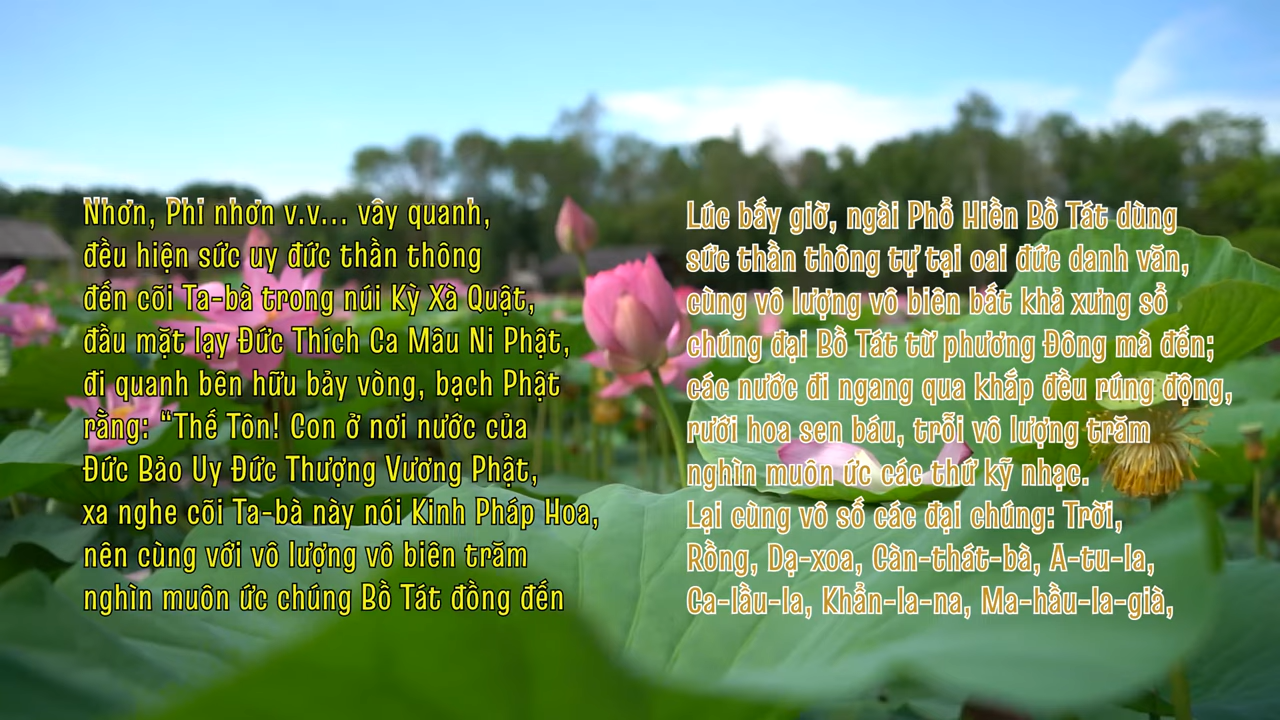 Nhơn, Phi nhơn v.v... vây quanh,
đều hiện sức uy đức thần thông
đến cõi Ta-bà trong núi Kỳ Xà Quật,
đầu mặt lạy Đức Thích Ca Mâu Ni Phật,
đi quanh bên hữu bảy vòng, bạch Phật
rằng: “Thế Tôn! Con ở nơi nước của
Đức Bảo Uy Đức Thượng Vương Phật,
xa nghe cõi Ta-bà này nói Kinh Pháp Hoa,
nên cùng với vô lượng vô biên trăm
nghìn muôn ức chúng Bồ Tát đồng đến
Lúc bấy giờ, ngài Phổ Hiền Bồ Tát dùng
sức thần thông tự tại oai đức danh văn,
cùng vô lượng vô biên bất khả xưng sổ
chúng đại Bồ Tát từ phương Đông mà đến;
các nước đi ngang qua khắp đều rúng động,
rưới hoa sen báu, trỗi vô lượng trăm
nghìn muôn ức các thứ kỹ nhạc.
Lại cùng vô số các đại chúng: Trời,
Rồng, Dạ-xoa, Càn-thát-bà, A-tu-la,
Ca-lầu-la, Khẩn-la-na, Ma-hầu-la-già,